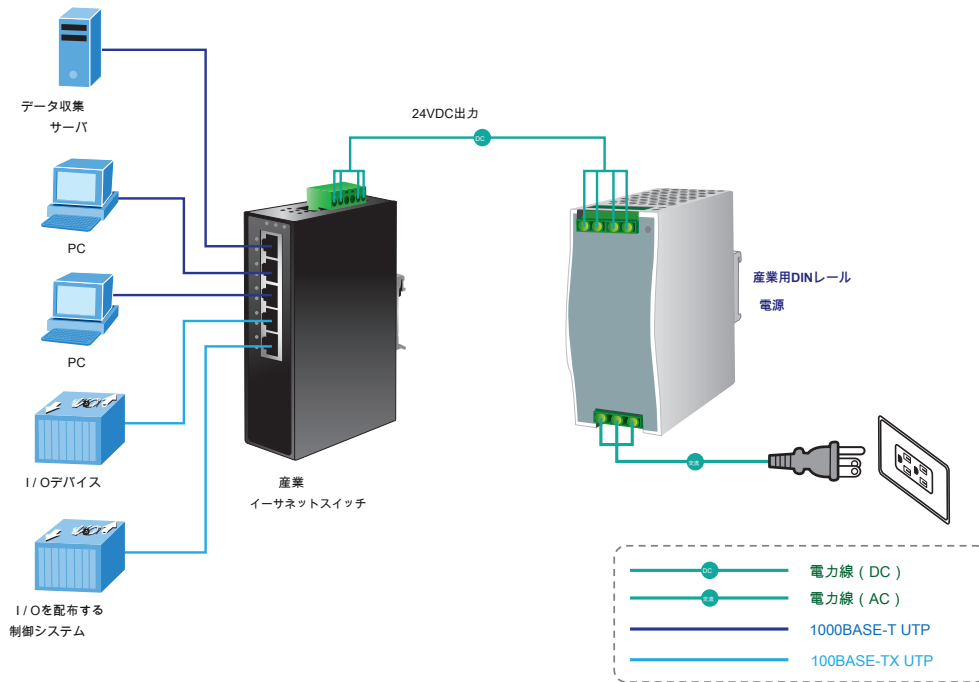 データ収集
サーバ
24VDC出力
DC
PC
産業用DINレール
電源
PC
I / Oデバイス
産業
イーサネットスイッチ
交流
I / Oを配布する
制御システム
DC
電力線 ( DC )
交流
電力線 ( AC )
1000BASE-T UTP
100BASE-TX UTP